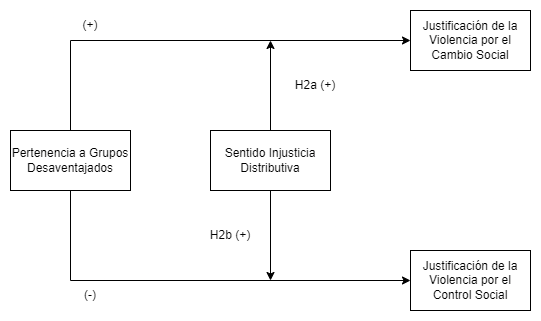 (+)
Justificación de la
Violencia por el
Cambio Social
H2a (+)
Pertenencia a Grupos
Desaventajados
Sentido Injusticia
Distributiva
H2b (+)
(-)
Justificación de la
Violencia por el
Control Social